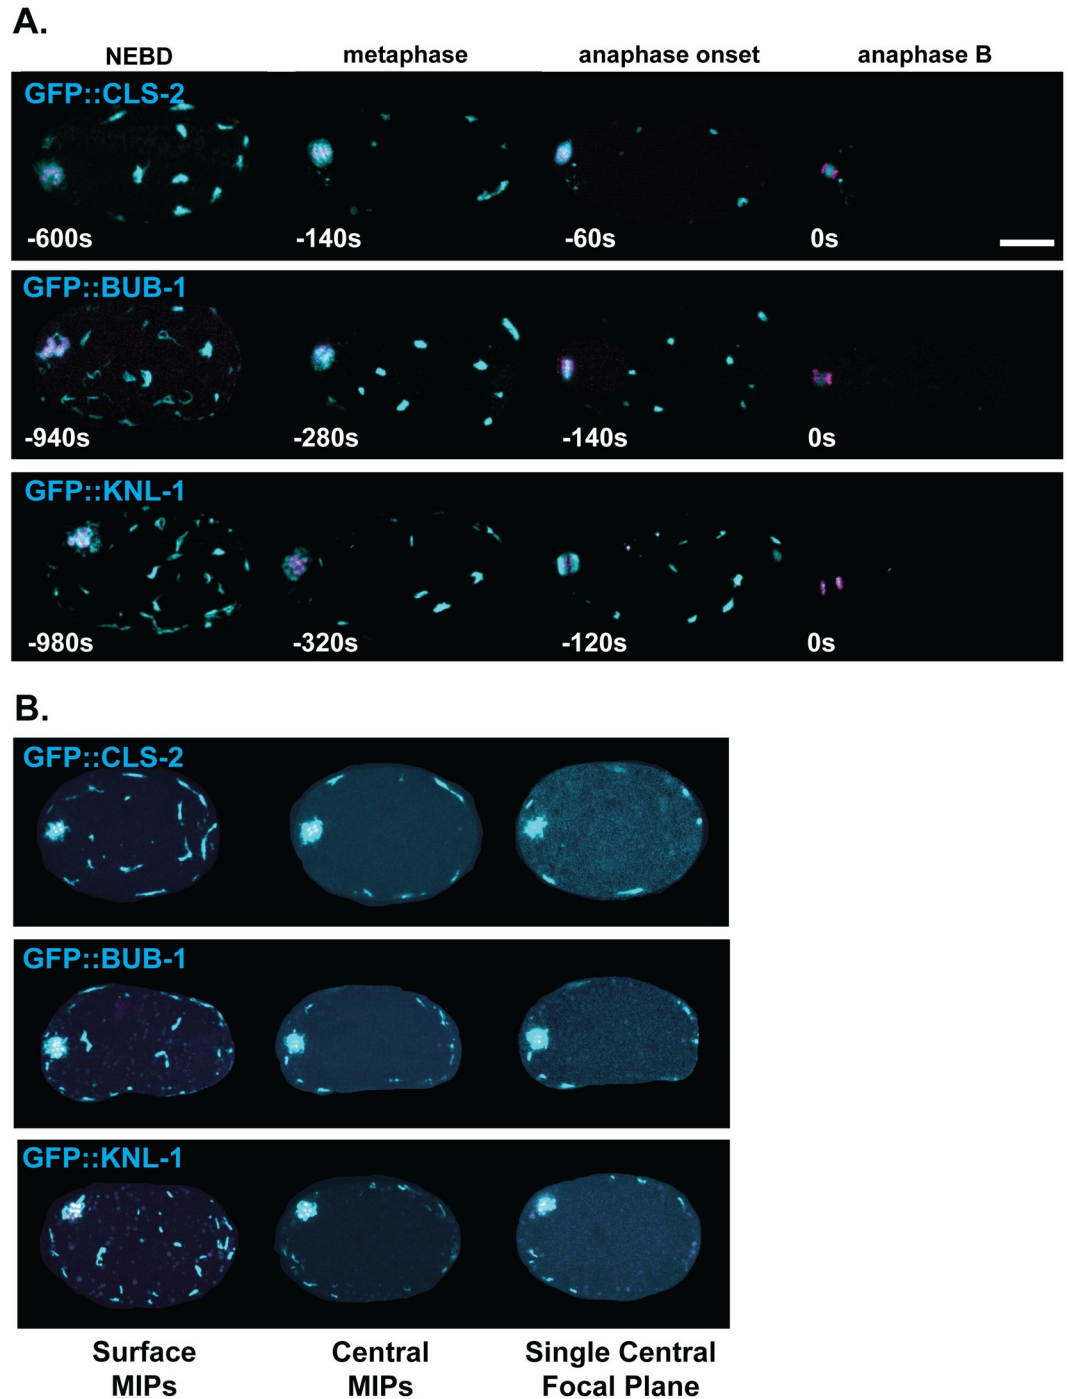 A.
NEBD metaphase anaphase onset anaphase B
GFP::CLS-2
-600s -140s -60s 0s
GFP::BUB-1
-940s -280s -140s 0s
GFP::KNL-1
-980s -320s -120s 0s
B.
GFP::CLS-2
GFP::BUB-1
GFP::KNL-1
Surface Central Single Central
MIPs MIPs Focal Plane